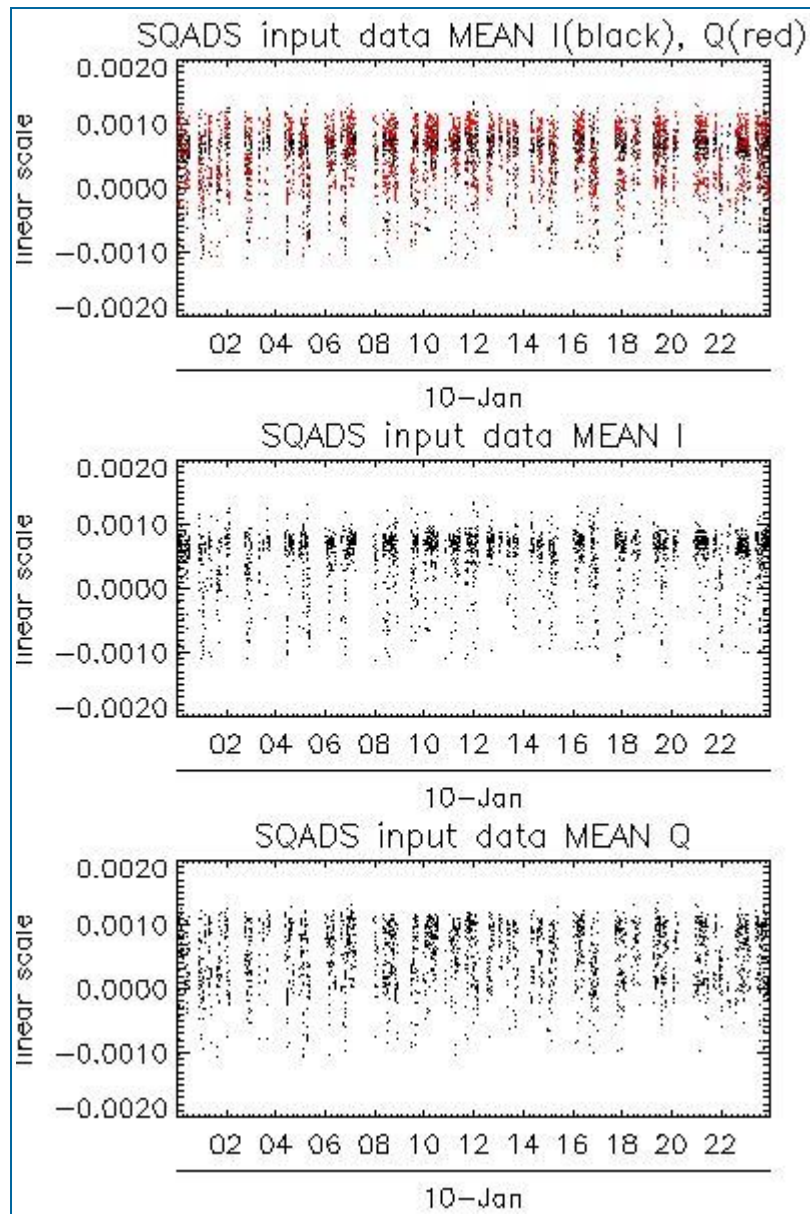 SQADS input data MEAN I(black), Q(red)
linear scale
0.0020
0.0010
0.0000
−0.0010
−0.0020
02 04 06 08 10 12 14 16 18 20 22
10−Jan
SQADS input data MEAN I
linear scale
0.0020
0.0010
0.0000
−0.0010
−0.0020
02 04 06 08 10 12 14 16 18 20 22
10−Jan
SQADS input data MEAN Q
linear scale
0.0020
0.0010
0.0000
−0.0010
−0.0020
02 04 06 08 10 12 14 16 18 20 22
10−Jan